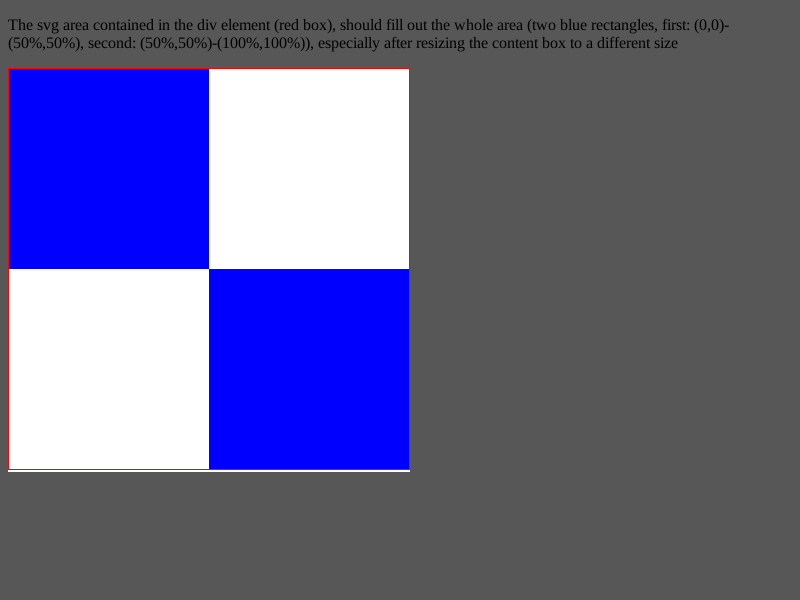 The svg area contained in the div element (red box), should fill out the whole area (two blue rectangles, first: (0,0)-
(50%,50%), second: (50%,50%)-(100%,100%)), especially after resizing the content box to a different size